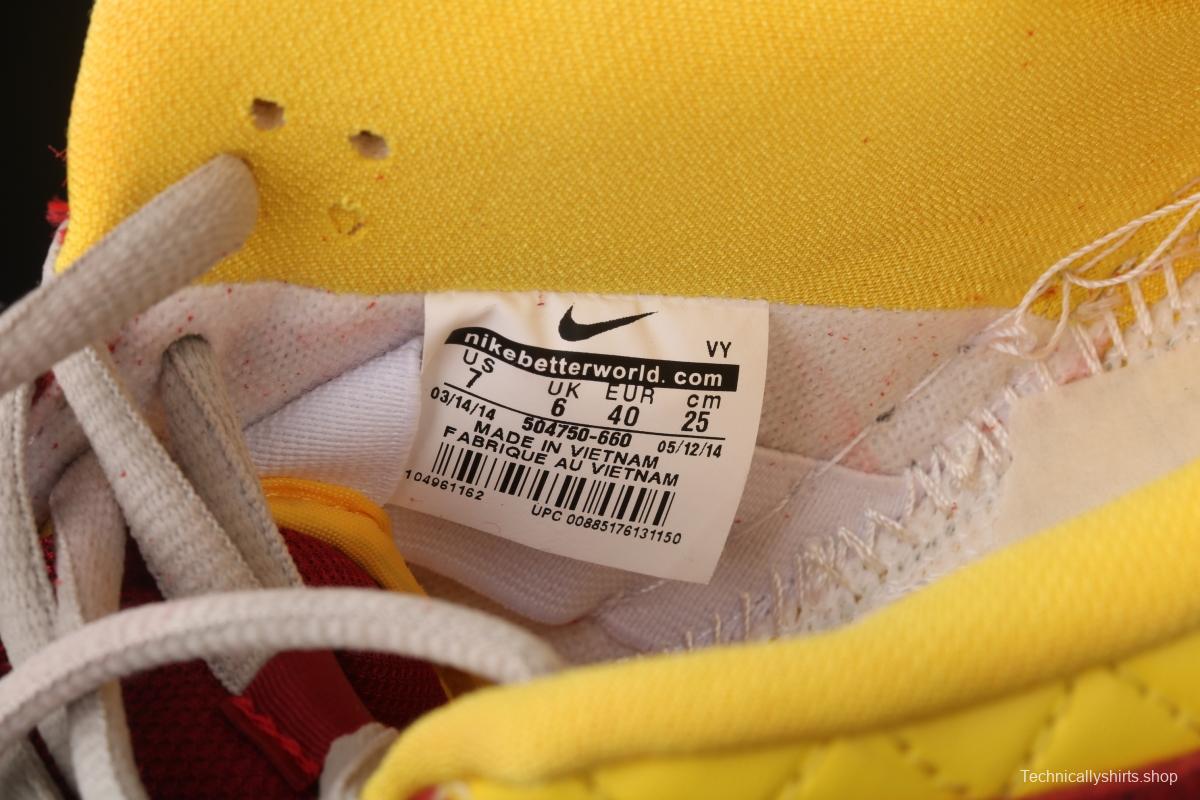 VY
nikebetterworld.com
US UK EUR cm
7 6 40 25
03/14/14 504750-660 05/12/14
MADE IN VIETNAM
FABRIQUE AU VIETNAM
104961162
UPC 00885176131150
Technicallyshirts.shop